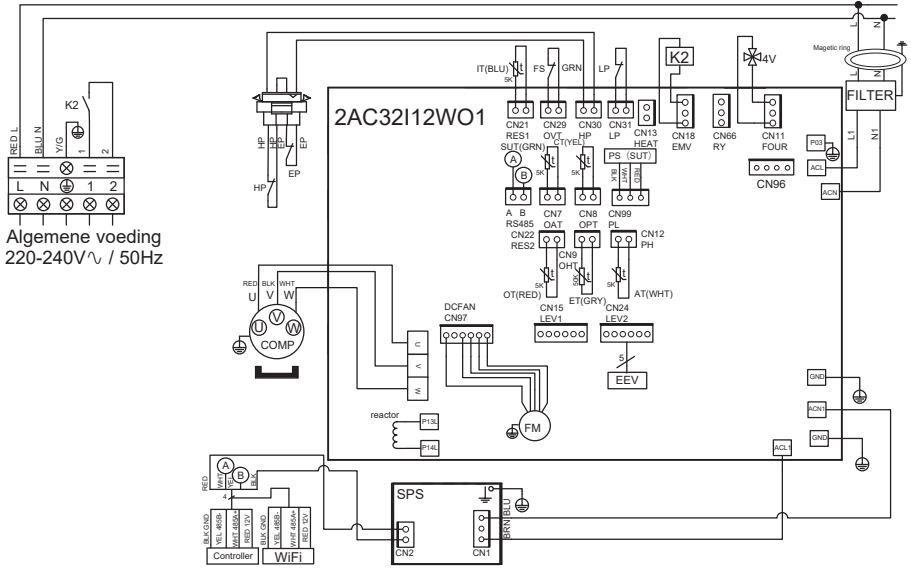 RED L
BLU N
Y/G
1
2
K2
L N 1 2
Algemene voeding
220-240V∿ / 50Hz
HP
HP
EP
EP
HP
EP
EP
HP
2AC32I12WO1
IT(BLU)
t
5K
FS
GRN
LP
K2
4V
L
N
Magetic ring
L
N
FILTER
L1
N1
CN21
RES1
SUT(GRN)
CN29
OVT
CN30
HP
CT(YEL)
CN31
LP
CN13
HEAT
CN18
EMV
CN66
RY
CN11
FOUR
P03
ACL
ACN
CN96
A
B
t
5K
t
5K
PS (SUT)
BLK
WHT
RED
A B
RS485
CN7
OAT
CN8
OPT
CN99
PL
CN22
RES2
CN9
OHT
CN12
PH
t
5K
t
50K
t
5K
OT(RED)
ET(GRY)
AT(WHT)
RED BLK WHT
U V W
U V W
COMP
DCFAN
CN97
CN15
LEV1
CN24
LEV2
U
V
W
5
EEV
FM
reactor
P13L
P14L
GND
ACN1
GND
ACL1
RED
WHT
YEL
BLK
A
B
4
SPS
CN2
CN1
BLU
BRN
BLK GND
YEL 485B-
WHT 485A+
RED 12V
Controller
BLK GND
YEL 485B-
WHT 485A+
RED 12V
WiFi